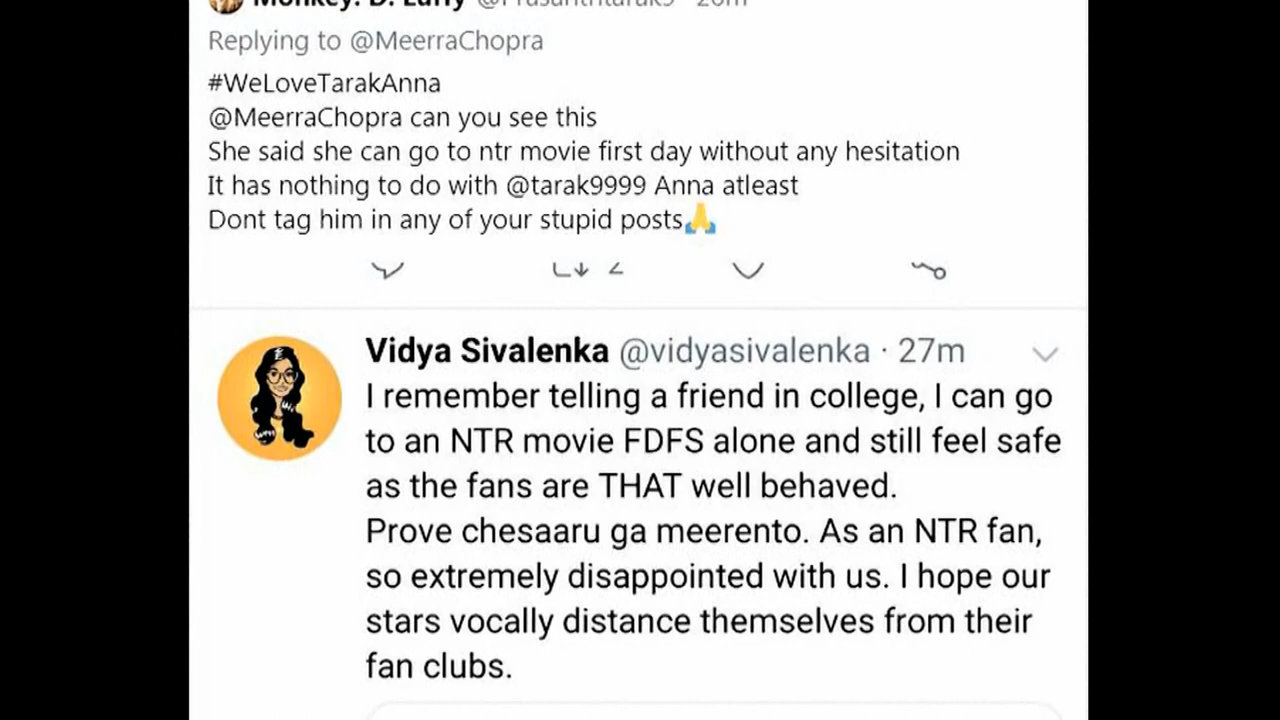 Monkey. D. Luffy
Replying to @MeerraChopra
#WeLoveTarakAnna
@MeerraChopra can you see this
She said she can go to ntr movie first day without any hesitation
It has nothing to do with @tarak9999 Anna atleast
Dont tag him in any of your stupid posts🙏
Vidya Sivalenka @vidyasivalenka · 27m
I remember telling a friend in college, I can go
to an NTR movie FDFS alone and still feel safe
as the fans are THAT well behaved.
Prove chesaaru ga meerento. As an NTR fan,
so extremely disappointed with us. I hope our
stars vocally distance themselves from their
fan clubs.